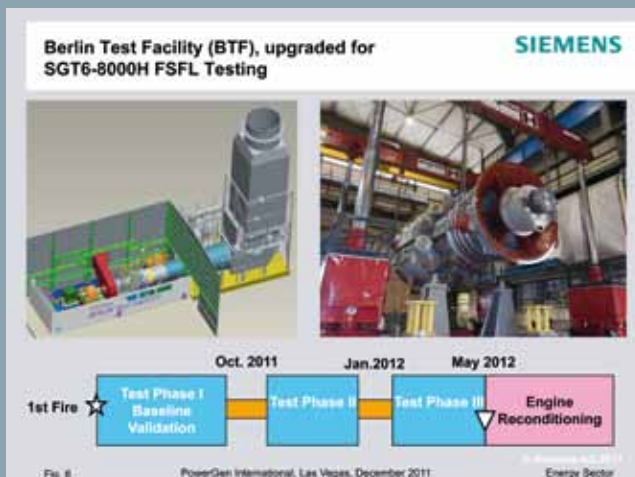 Berlin Test Facility (BTF), upgraded for
SGT6-8000H FSFL Testing
SIEMENS
Oct. 2011
Jan.2012
May 2012
1st Fire
Test Phase I
Baseline
Validation
Test Phase II
Test Phase III
Engine
Reconditioning
Fig. 6
PowerGen International, Las Vegas, December 2011
Energy Sector